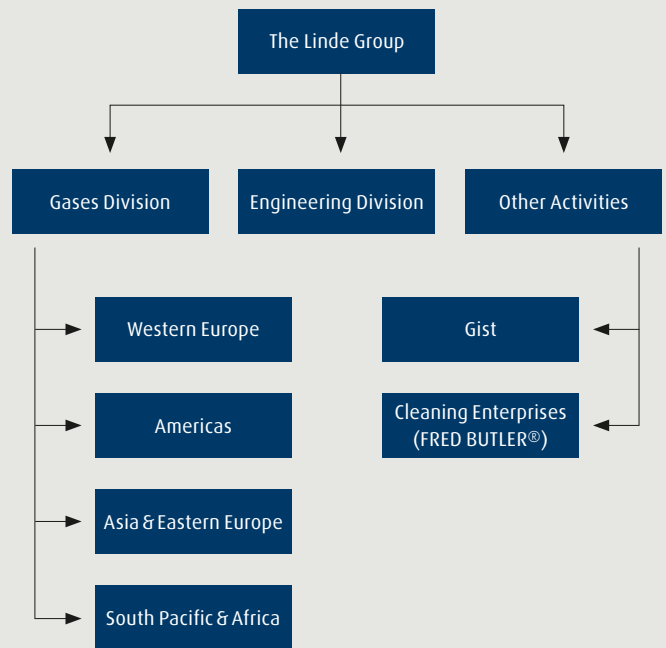 The Linde Group
Gases Division
Engineering Division
Other Activities
Western Europe
Gist
Americas
Cleaning Enterprises
(FRED BUTLER®)
Asia & Eastern Europe
South Pacific & Africa